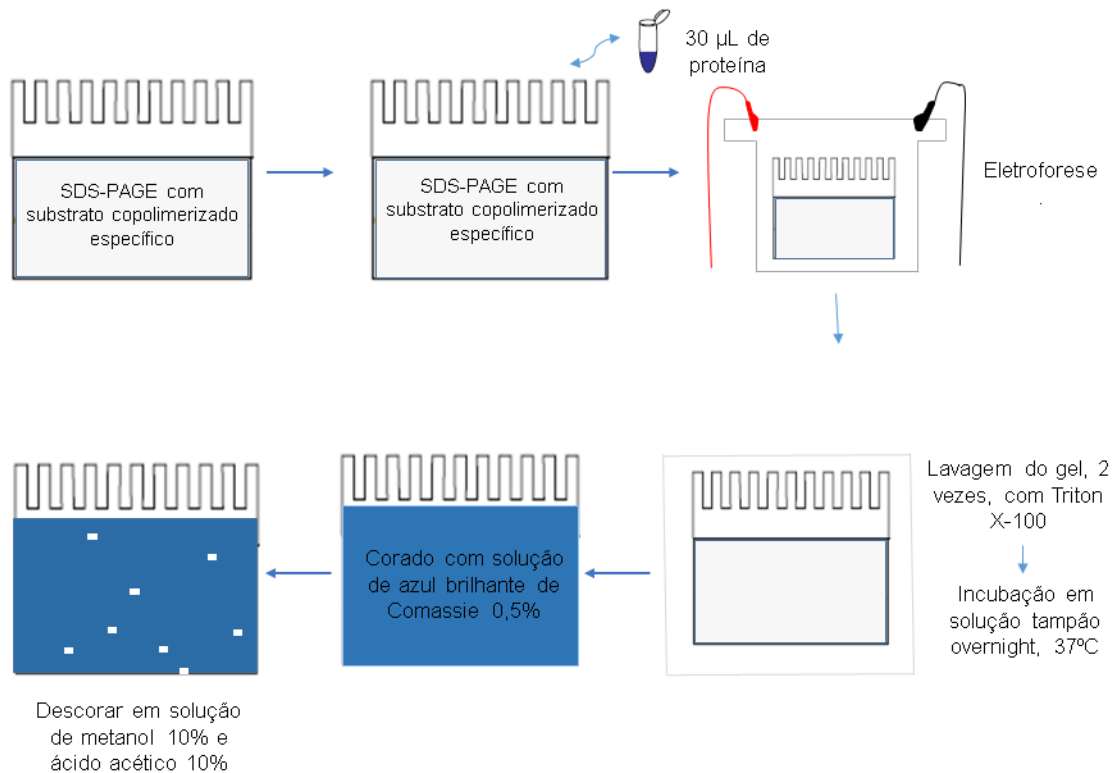 30 µL de
proteína
SDS-PAGE com
substrato copolimerizado
específico
SDS-PAGE com
substrato copolimerizado
específico
Eletroforese
.
Lavagem do gel, 2
vezes, com Triton
X-100
Incubação em
solução tampão
overnight, 37ºC
Corado com solução
de azul brilhante de
Comassie 0,5%
Descorar em solução
de metanol 10% e
ácido acético 10%